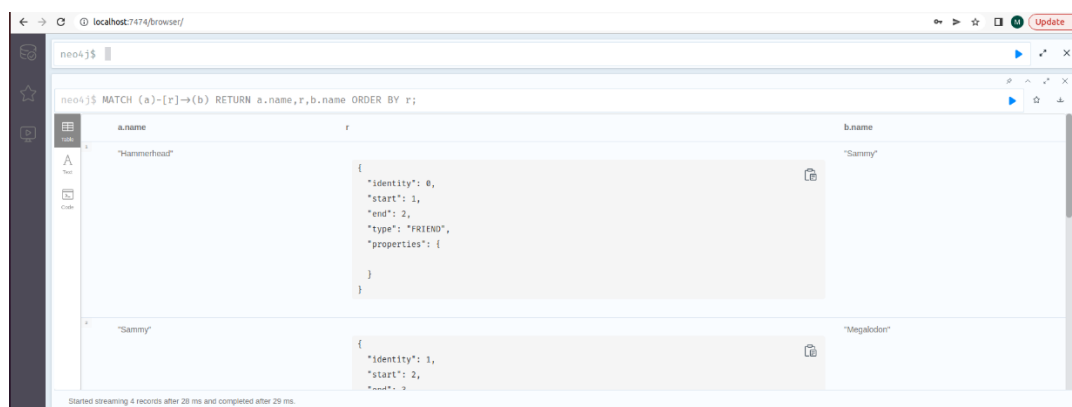 localhost:7474/browser/
M
Update
neo4j$
neo4j$ MATCH (a)-[r]→(b) RETURN a.name,r,b.name ORDER BY r;
Table
Text
Code
a.name r b.name
"Hammerhead" "Sammy"
{
"identity": 0,
"start": 1,
"end": 2,
"type": "FRIEND",
"properties": {
}
}
"Sammy" "Megalodon"
{
"identity": 1,
"start": 2,
"end": 3
Started streaming 4 records after 28 ms and completed after 29 ms.